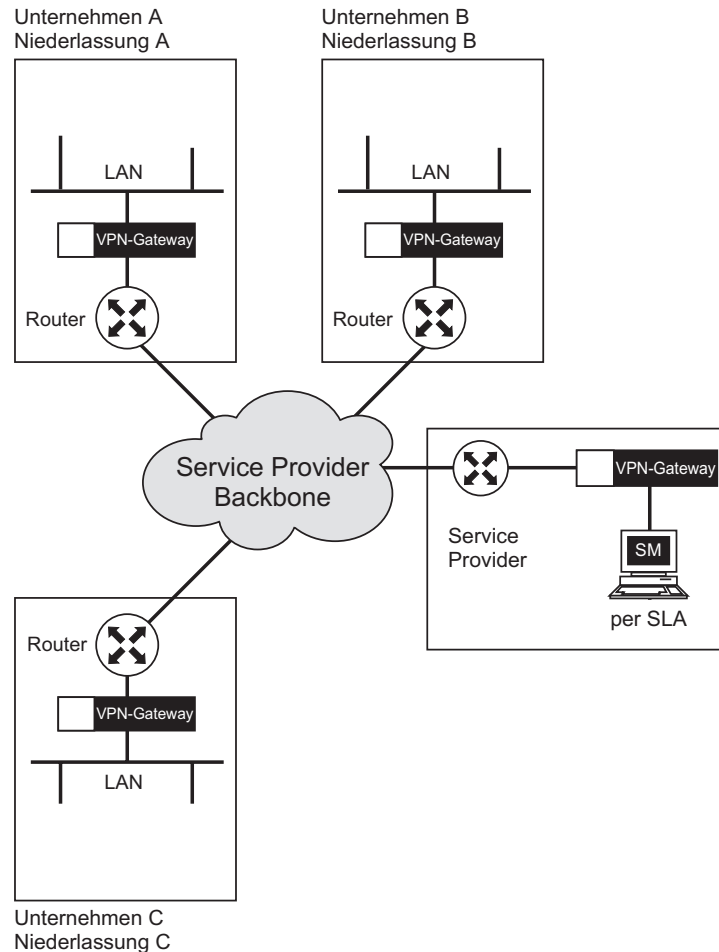 Unternehmen A
Niederlassung A
LAN
VPN-Gateway
Router
Unternehmen B
Niederlassung B
LAN
VPN-Gateway
Router
Service Provider
Backbone
VPN-Gateway
Service
Provider
SM
per SLA
Router
VPN-Gateway
LAN
Unternehmen C
Niederlassung C